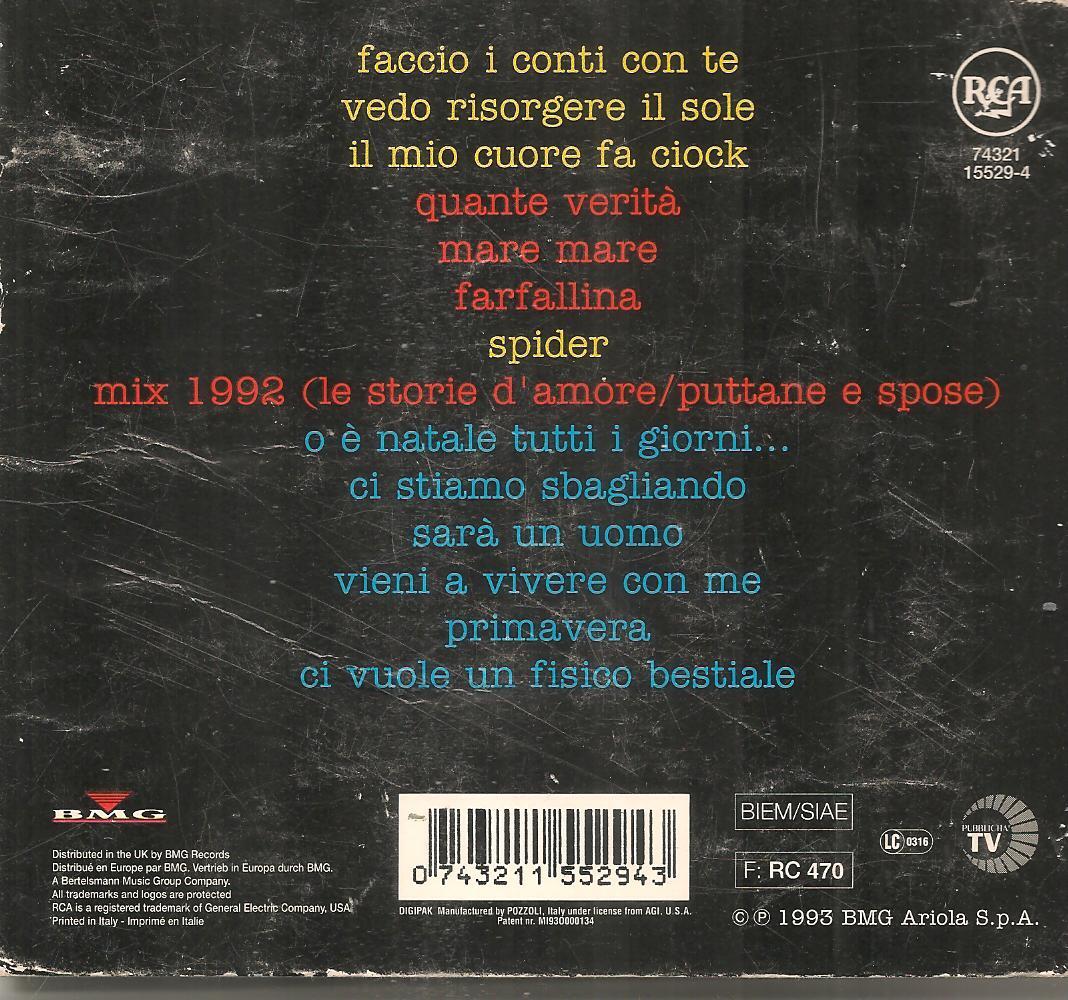 faccio i conti con te
vedo risorgere il sole
il mio cuore fa ciock
quante verità
mare mare
farfallina
spider
mix 1992 (le storie d'amore/puttane e spose)
o è natale tutti i giorni...
ci stiamo sbagliando
sarà un uomo
vieni a vivere con me
primavera
ci vuole un fisico bestiale
RCA
74321
15529-4
BMG
Distributed in the UK by BMG Records
Distribué en Europe par BMG. Vertrieb in Europa durch BMG.
A Bertelsmann Music Group Company.
All trademarks and logos are protected
RCA is a registered trademark of General Electric Company, USA
Printed in Italy - Imprimé en Italie
0 743211 552943
DIGIPAK Manufactured by POZZOLI, Italy under license from AGI. U.S.A.
Patent nr. MI93O000134
BIEM/SIAE
F: RC 470
LC 0316
PUBBLICITA'
TV
© ℗ 1993 BMG Ariola S.p.A.